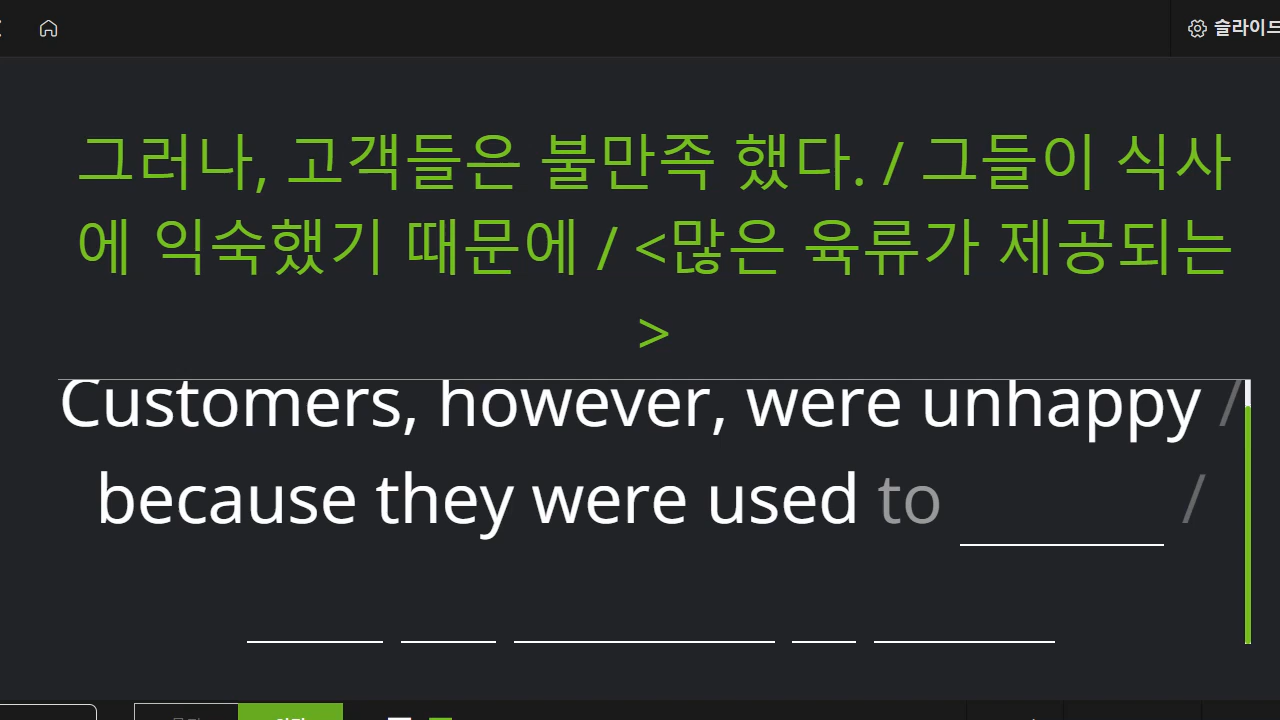 슬라이드
그러나, 고객들은 불만족 했다. / 그들이 식사
에 익숙했기 때문에 / <많은 육류가 제공되는
>
Customers, however, were unhappy /
because they were used to ______ /